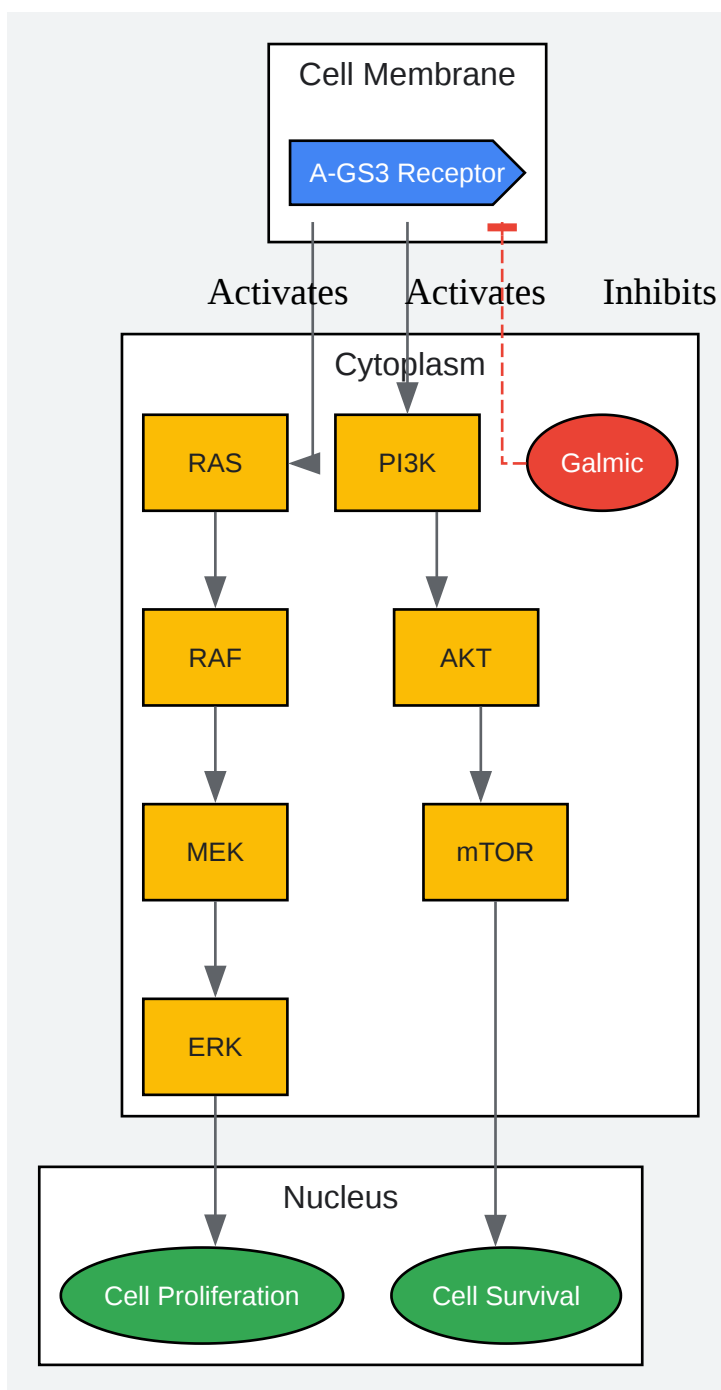 Cell Membrane
A-GS3 Receptor
Activates
Activates
Inhibits
Cytoplasm
RAS
PI3K
Galmic
RAF
AKT
MEK
mTOR
ERK
Nucleus
Cell Proliferation
Cell Survival